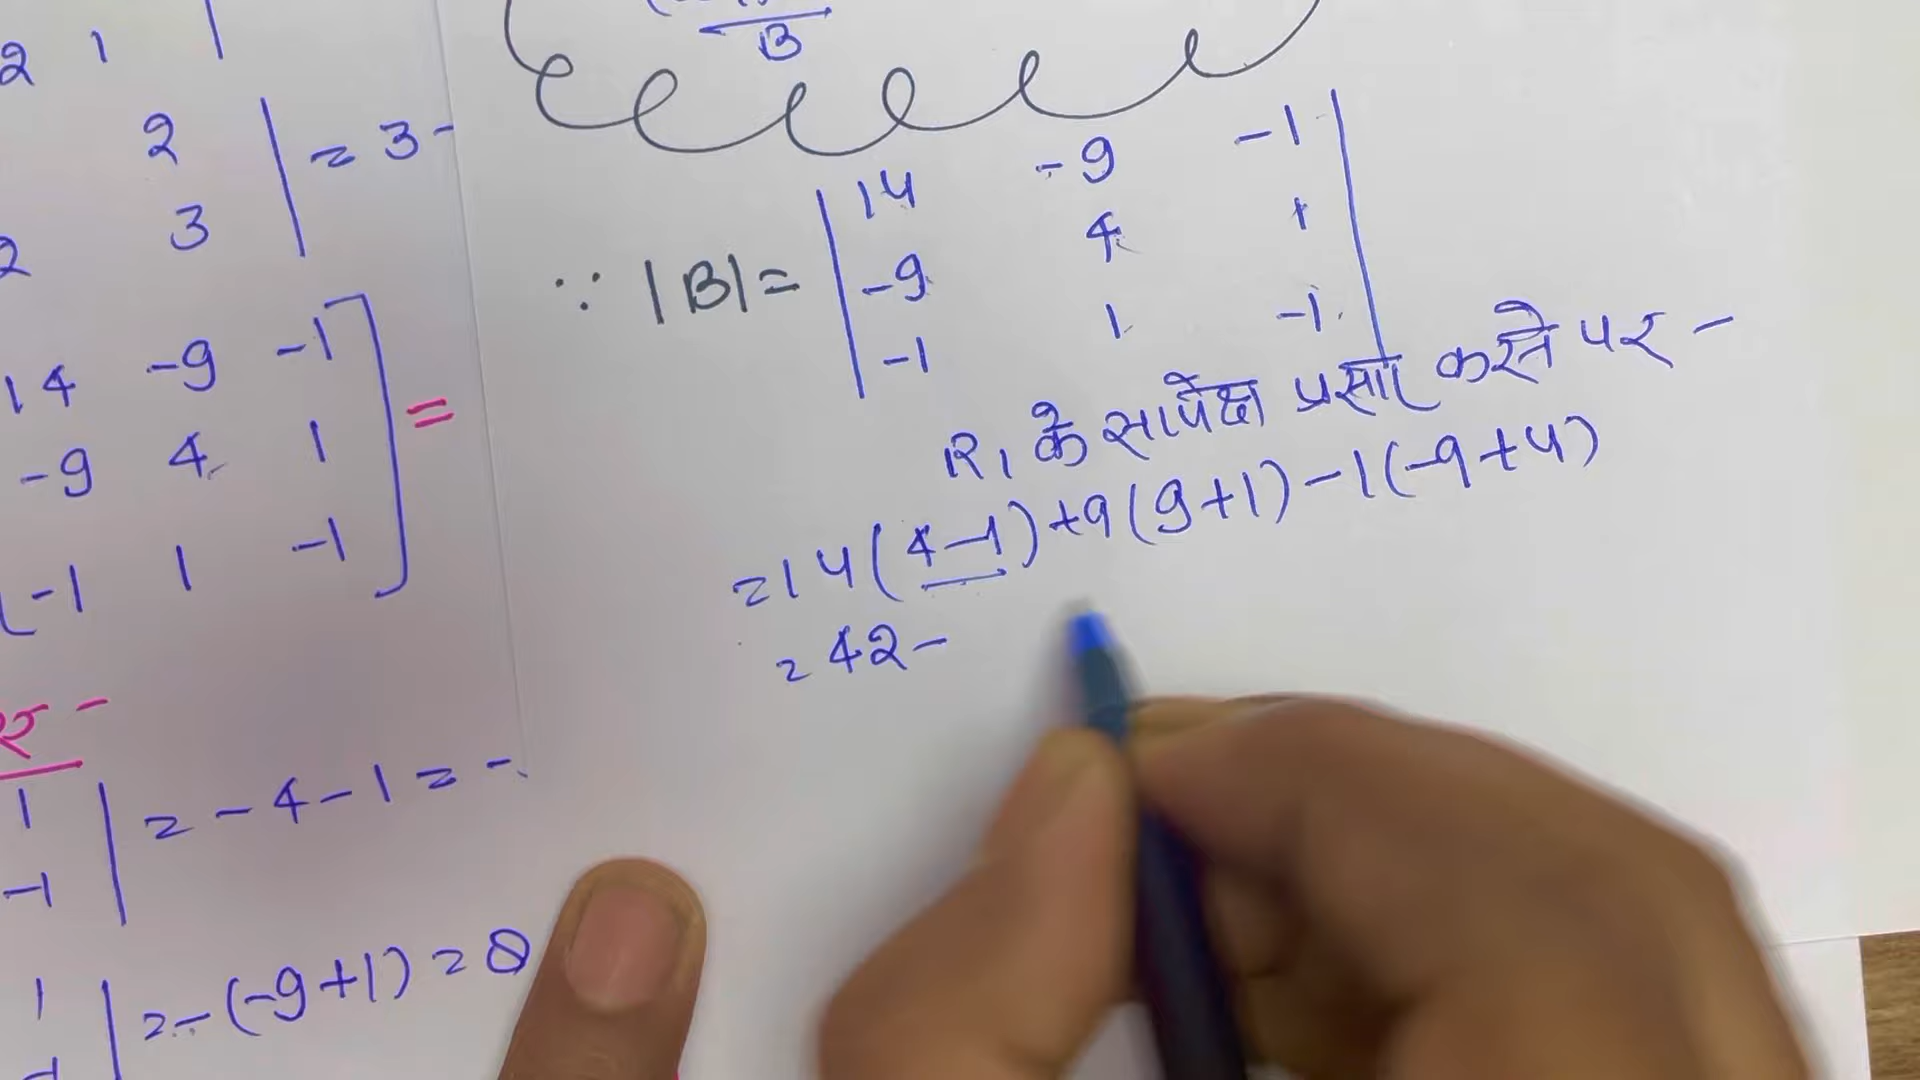 2 1 |
2 | = 3 -
2 3 |
14 -9 -1 ] =
-9 4 1
-1 1 -1
र -
1 | = - 4 - 1 = -
-1 |
1 | = - (-9+1) = 8
B
∵ |B| = | 14 -9 -1 |
| -9 4 1 |
| -1 1 -1 |
R1 के सापेक्ष प्रसार करने पर -
= 14 (4-1) + 9 (9+1) - 1 (-9+4)
= 42 -